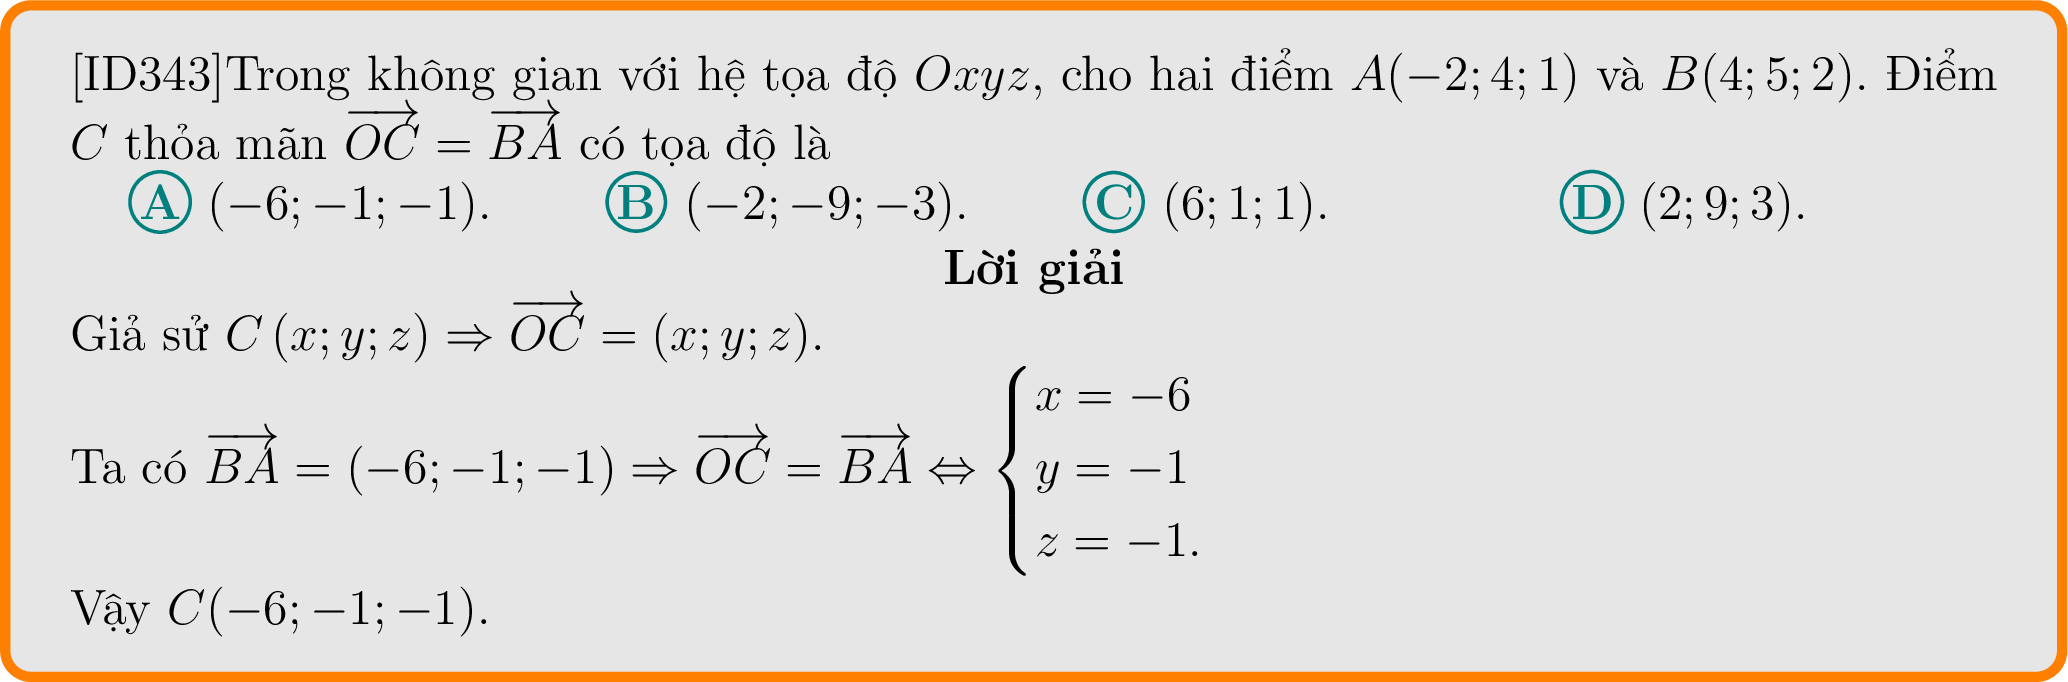 [ID343]Trong không gian với hệ tọa độ $Oxyz$, cho hai điểm $A(-2;4;1)$ và $B(4;5;2)$. Điểm
$C$ thỏa mãn $\overrightarrow{OC} = \overrightarrow{BA}$ có tọa độ là
A $(-6;-1;-1)$. B $(-2;-9;-3)$. C $(6;1;1)$. D $(2;9;3)$.
Lời giải
Giả sử $C(x;y;z) \Rightarrow \overrightarrow{OC} = (x;y;z)$.
Ta có $\overrightarrow{BA} = (-6;-1;-1) \Rightarrow \overrightarrow{OC} = \overrightarrow{BA} \Leftrightarrow \begin{cases} x = -6 \\ y = -1 \\ z = -1. \end{cases}$
Vậy $C(-6;-1;-1)$.